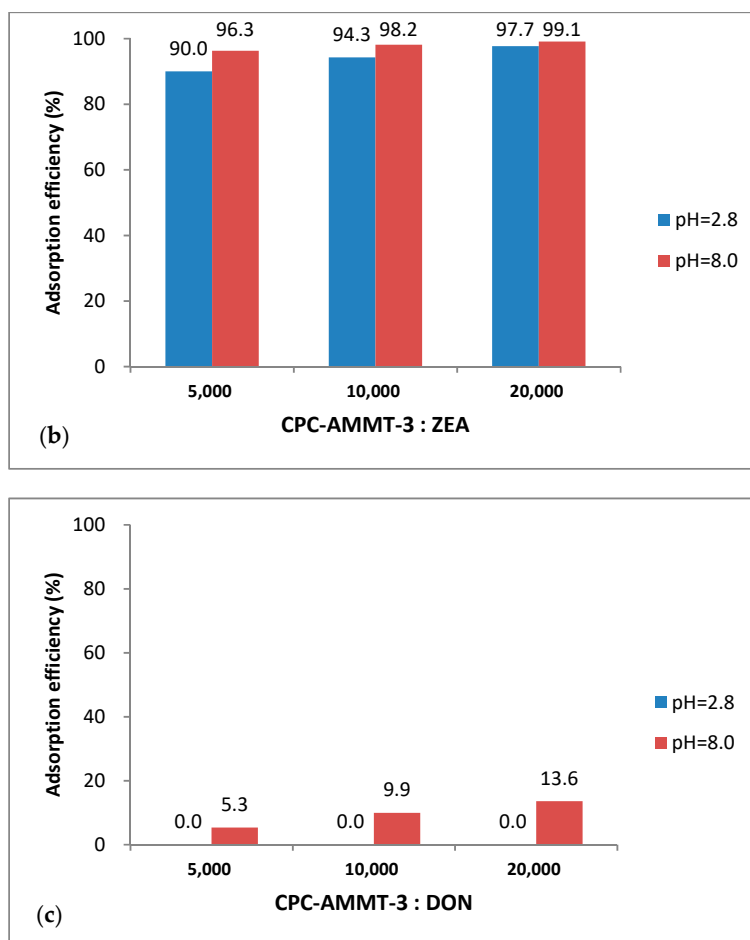 100
80
60
40
20
0
Adsorption efficiency (%)
90.0 96.3 94.3 98.2 97.7 99.1
pH=2.8
pH=8.0
5,000 10,000 20,000
CPC-AMMT-3 : ZEA
(b)
100
80
60
40
20
0
Adsorption efficiency (%)
0.0 5.3 0.0 9.9 0.0 13.6
pH=2.8
pH=8.0
5,000 10,000 20,000
CPC-AMMT-3 : DON
(c)